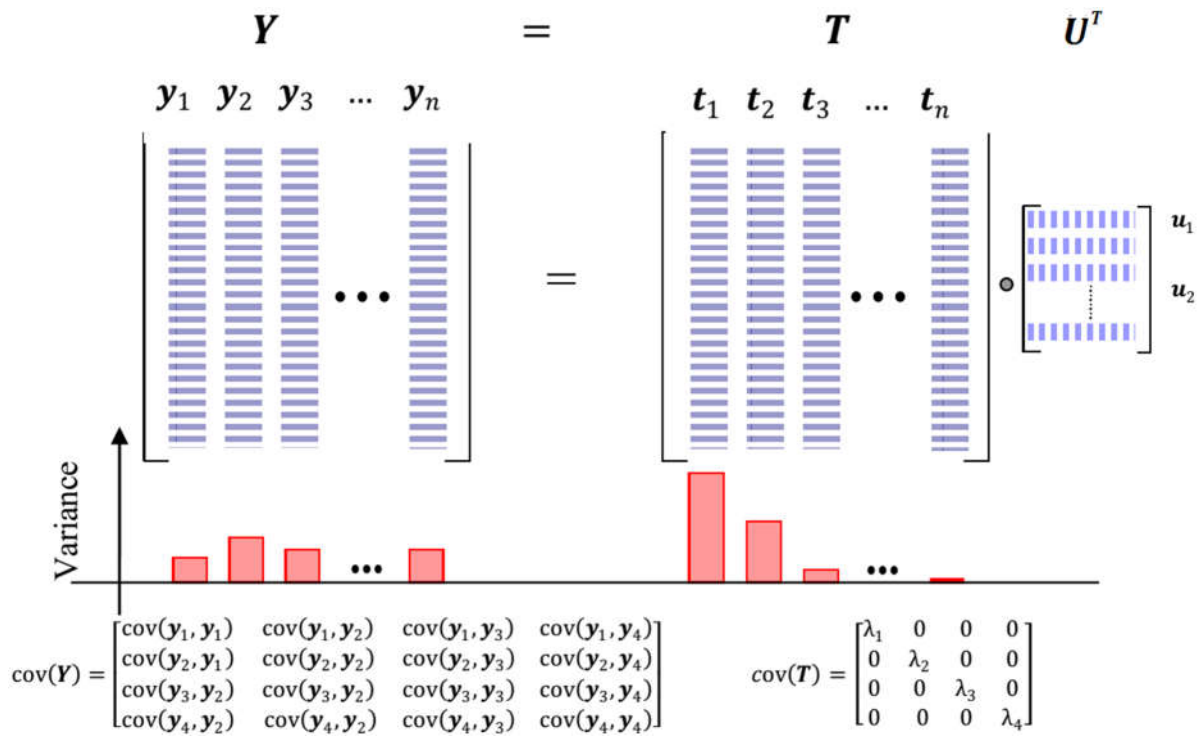 Y = T Uᵀ
y₁ y₂ y₃ ... yₙ t₁ t₂ t₃ ... tₙ
u₁
= u₂
Variance
cov(Y) = [cov(y₁, y₁) cov(y₁, y₂) cov(y₁, y₃) cov(y₁, y₄)] cov(T) = [λ₁ 0 0 0]
[cov(y₂, y₁) cov(y₂, y₂) cov(y₂, y₃) cov(y₂, y₄)] [0 λ₂ 0 0]
[cov(y₃, y₂) cov(y₃, y₂) cov(y₃, y₃) cov(y₃, y₄)] [0 0 λ₃ 0]
[cov(y₄, y₂) cov(y₄, y₂) cov(y₄, y₃) cov(y₄, y₄)] [0 0 0 λ₄]